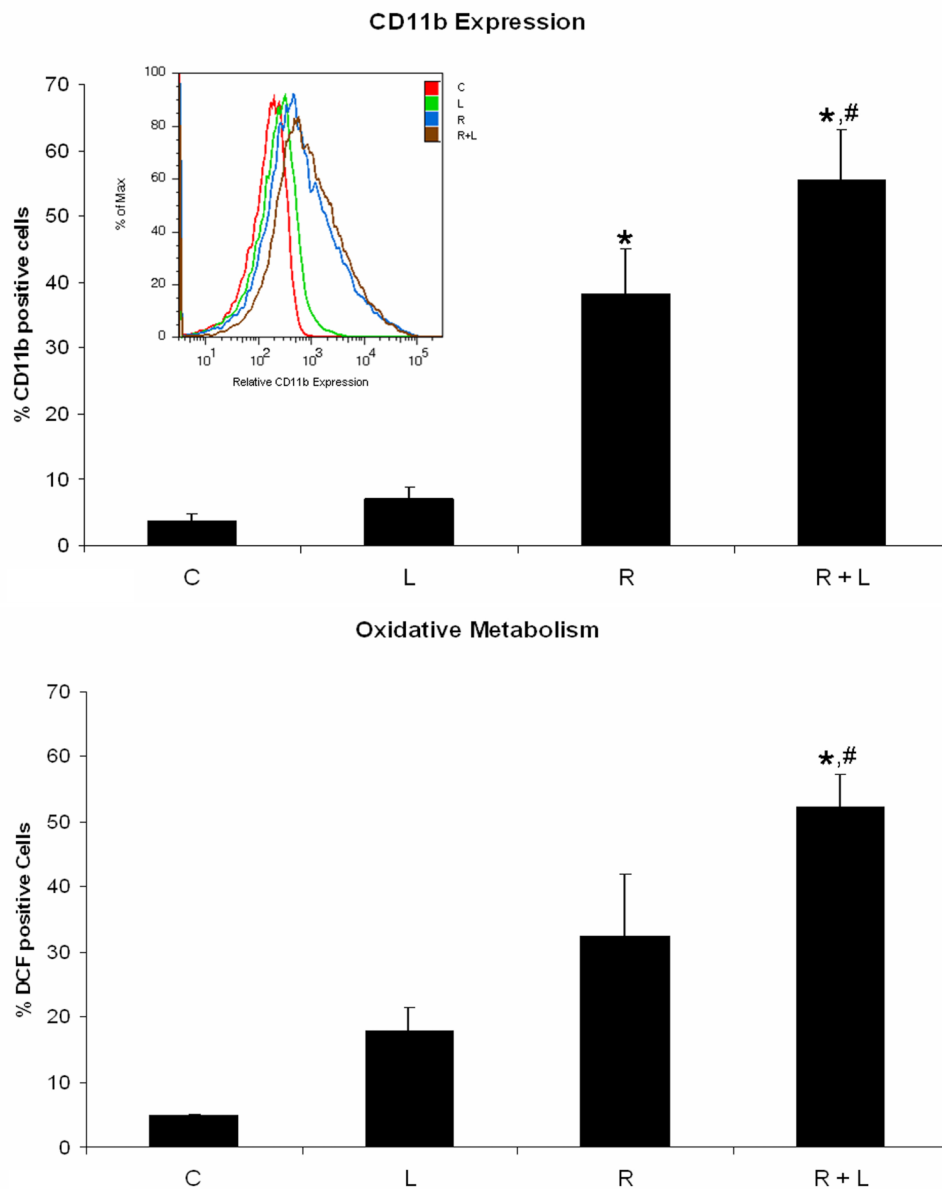 CD11b Expression
70
60
50
40
30
20
10
0
% CD11b positive cells
100
80
60
40
20
0
% of Max
10¹ 10² 10³ 10⁴ 10⁵
Relative CD11b Expression
C
L
R
R+L
*
*,#
C L R R + L
Oxidative Metabolism
70
60
50
40
30
20
10
0
% DCF positive Cells
*,#
C L R R + L